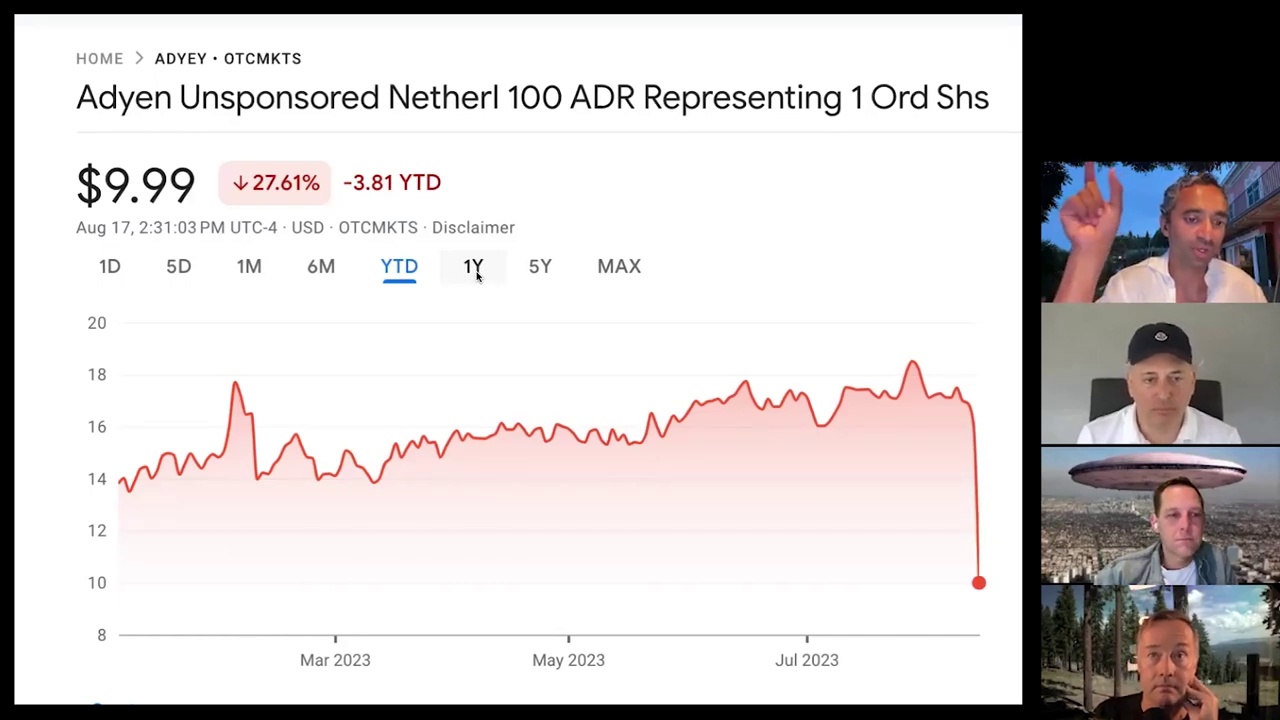 HOME > ADYEY • OTCMKTS
Adyen Unsponsored Netherl 100 ADR Representing 1 Ord Shs
$9.99 ↓27.61% -3.81 YTD
Aug 17, 2:31:03 PM UTC-4 · USD · OTCMKTS · Disclaimer
1D 5D 1M 6M YTD 1Y 5Y MAX
20
18
16
14
12
10
8
Mar 2023 May 2023 Jul 2023